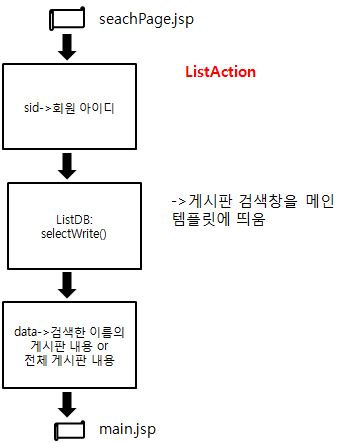 seachPage.jsp
ListAction
sid->회원 아이디
ListDB:
selectWrite()
->게시판 검색창을 메인
템플릿에 띄움
data->검색한 이름의
게시판 내용 or
전체 게시판 내용
main.jsp